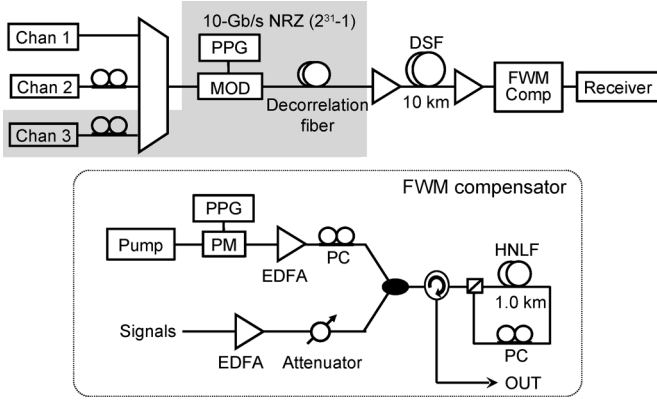 10-Gb/s NRZ (2³¹-1)
Chan 1
PPG
DSF
Chan 2
MOD
FWM
Comp
Receiver
Decorrelation
fiber
10 km
Chan 3
FWM compensator
PPG
Pump
PM
EDFA
PC
HNLF
1.0 km
Signals
EDFA
Attenuator
PC
OUT